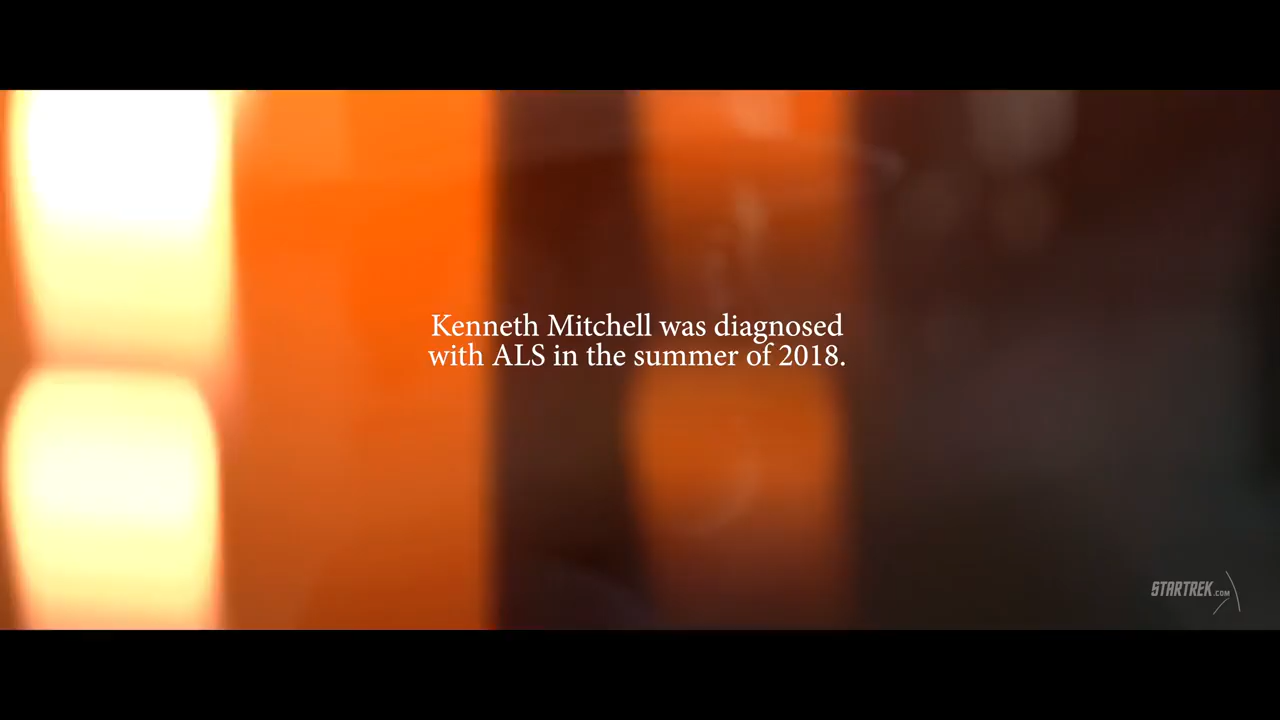 Kenneth Mitchell was diagnosed
with ALS in the summer of 2018.
STARTREK.COM